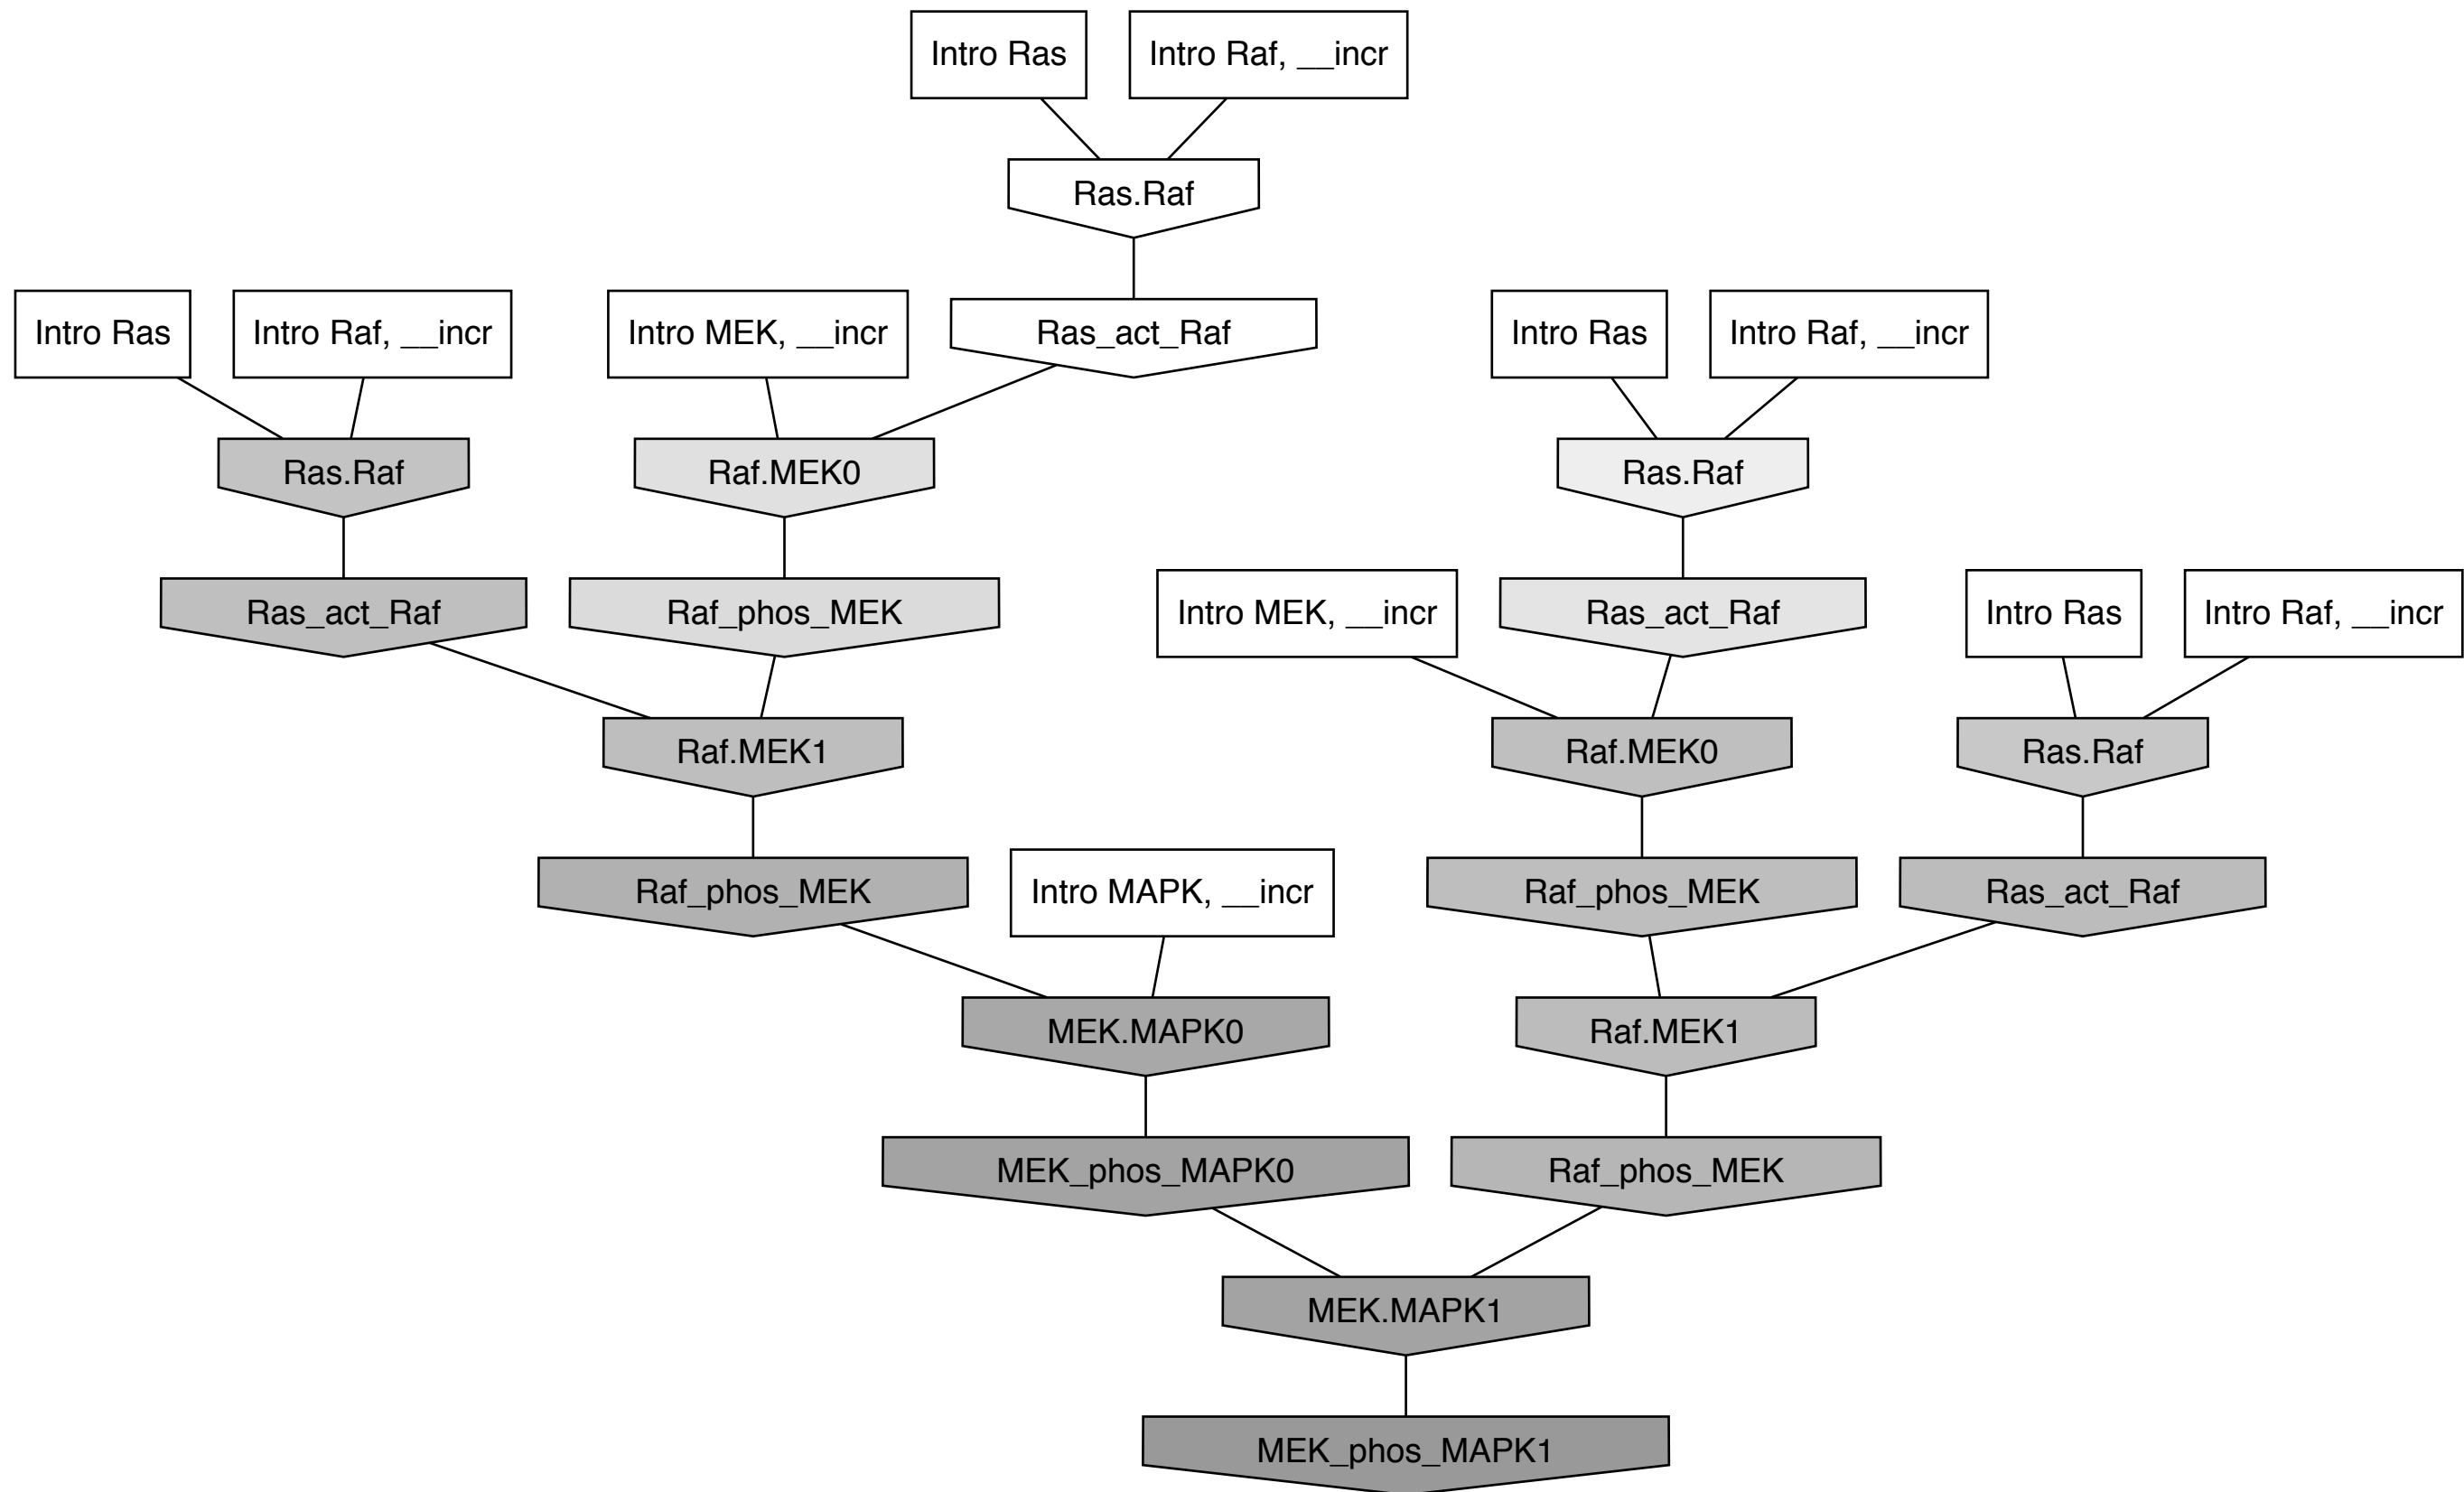 Intro Ras
Intro Raf, __incr
Ras.Raf
Intro Ras
Intro Raf, __incr
Intro MEK, __incr
Ras_act_Raf
Intro Ras
Intro Raf, __incr
Ras.Raf
Raf.MEK0
Ras.Raf
Ras_act_Raf
Raf_phos_MEK
Intro MEK, __incr
Ras_act_Raf
Intro Ras
Intro Raf, __incr
Raf.MEK1
Raf.MEK0
Ras.Raf
Raf_phos_MEK
Intro MAPK, __incr
Raf_phos_MEK
Ras_act_Raf
MEK.MAPK0
Raf.MEK1
MEK_phos_MAPK0
Raf_phos_MEK
MEK.MAPK1
MEK_phos_MAPK1